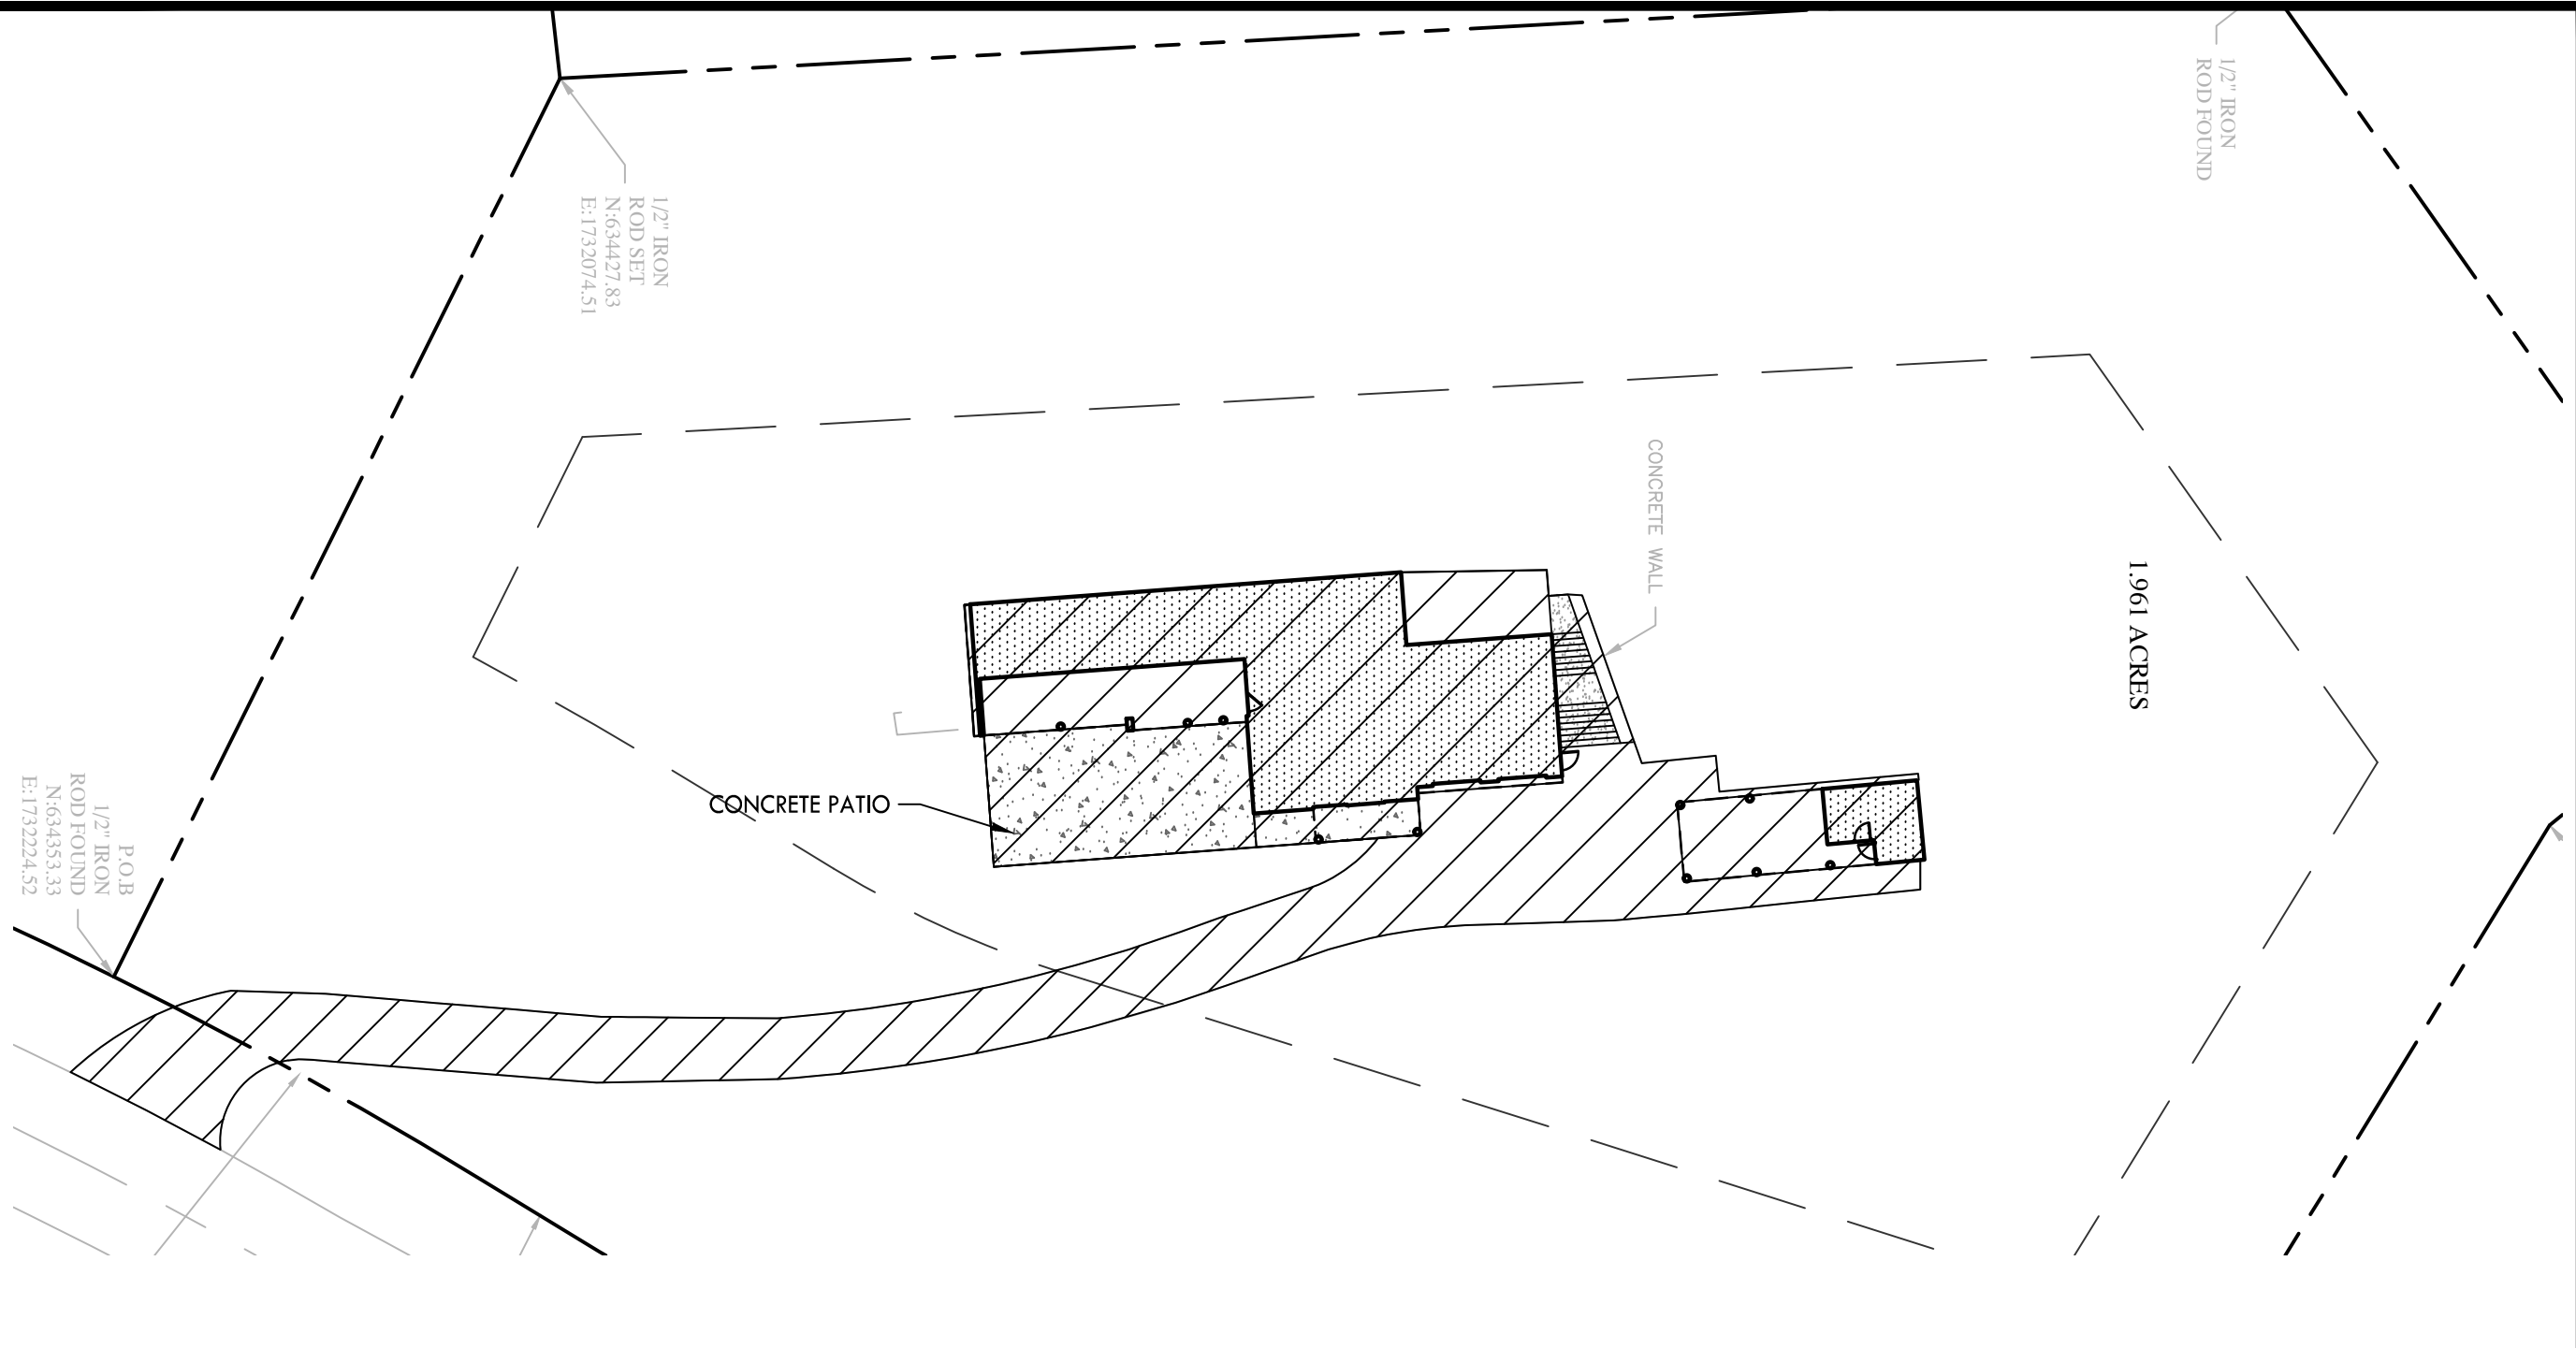 1/2" IRON
ROD FOUND
1/2" IRON
ROD SET
N:634427.83
E:1732074.51
CONCRETE WALL
1.961 ACRES
CONCRETE PATIO
P.O.B
1/2" IRON
ROD FOUND
N:634353.33
E:1732224.52